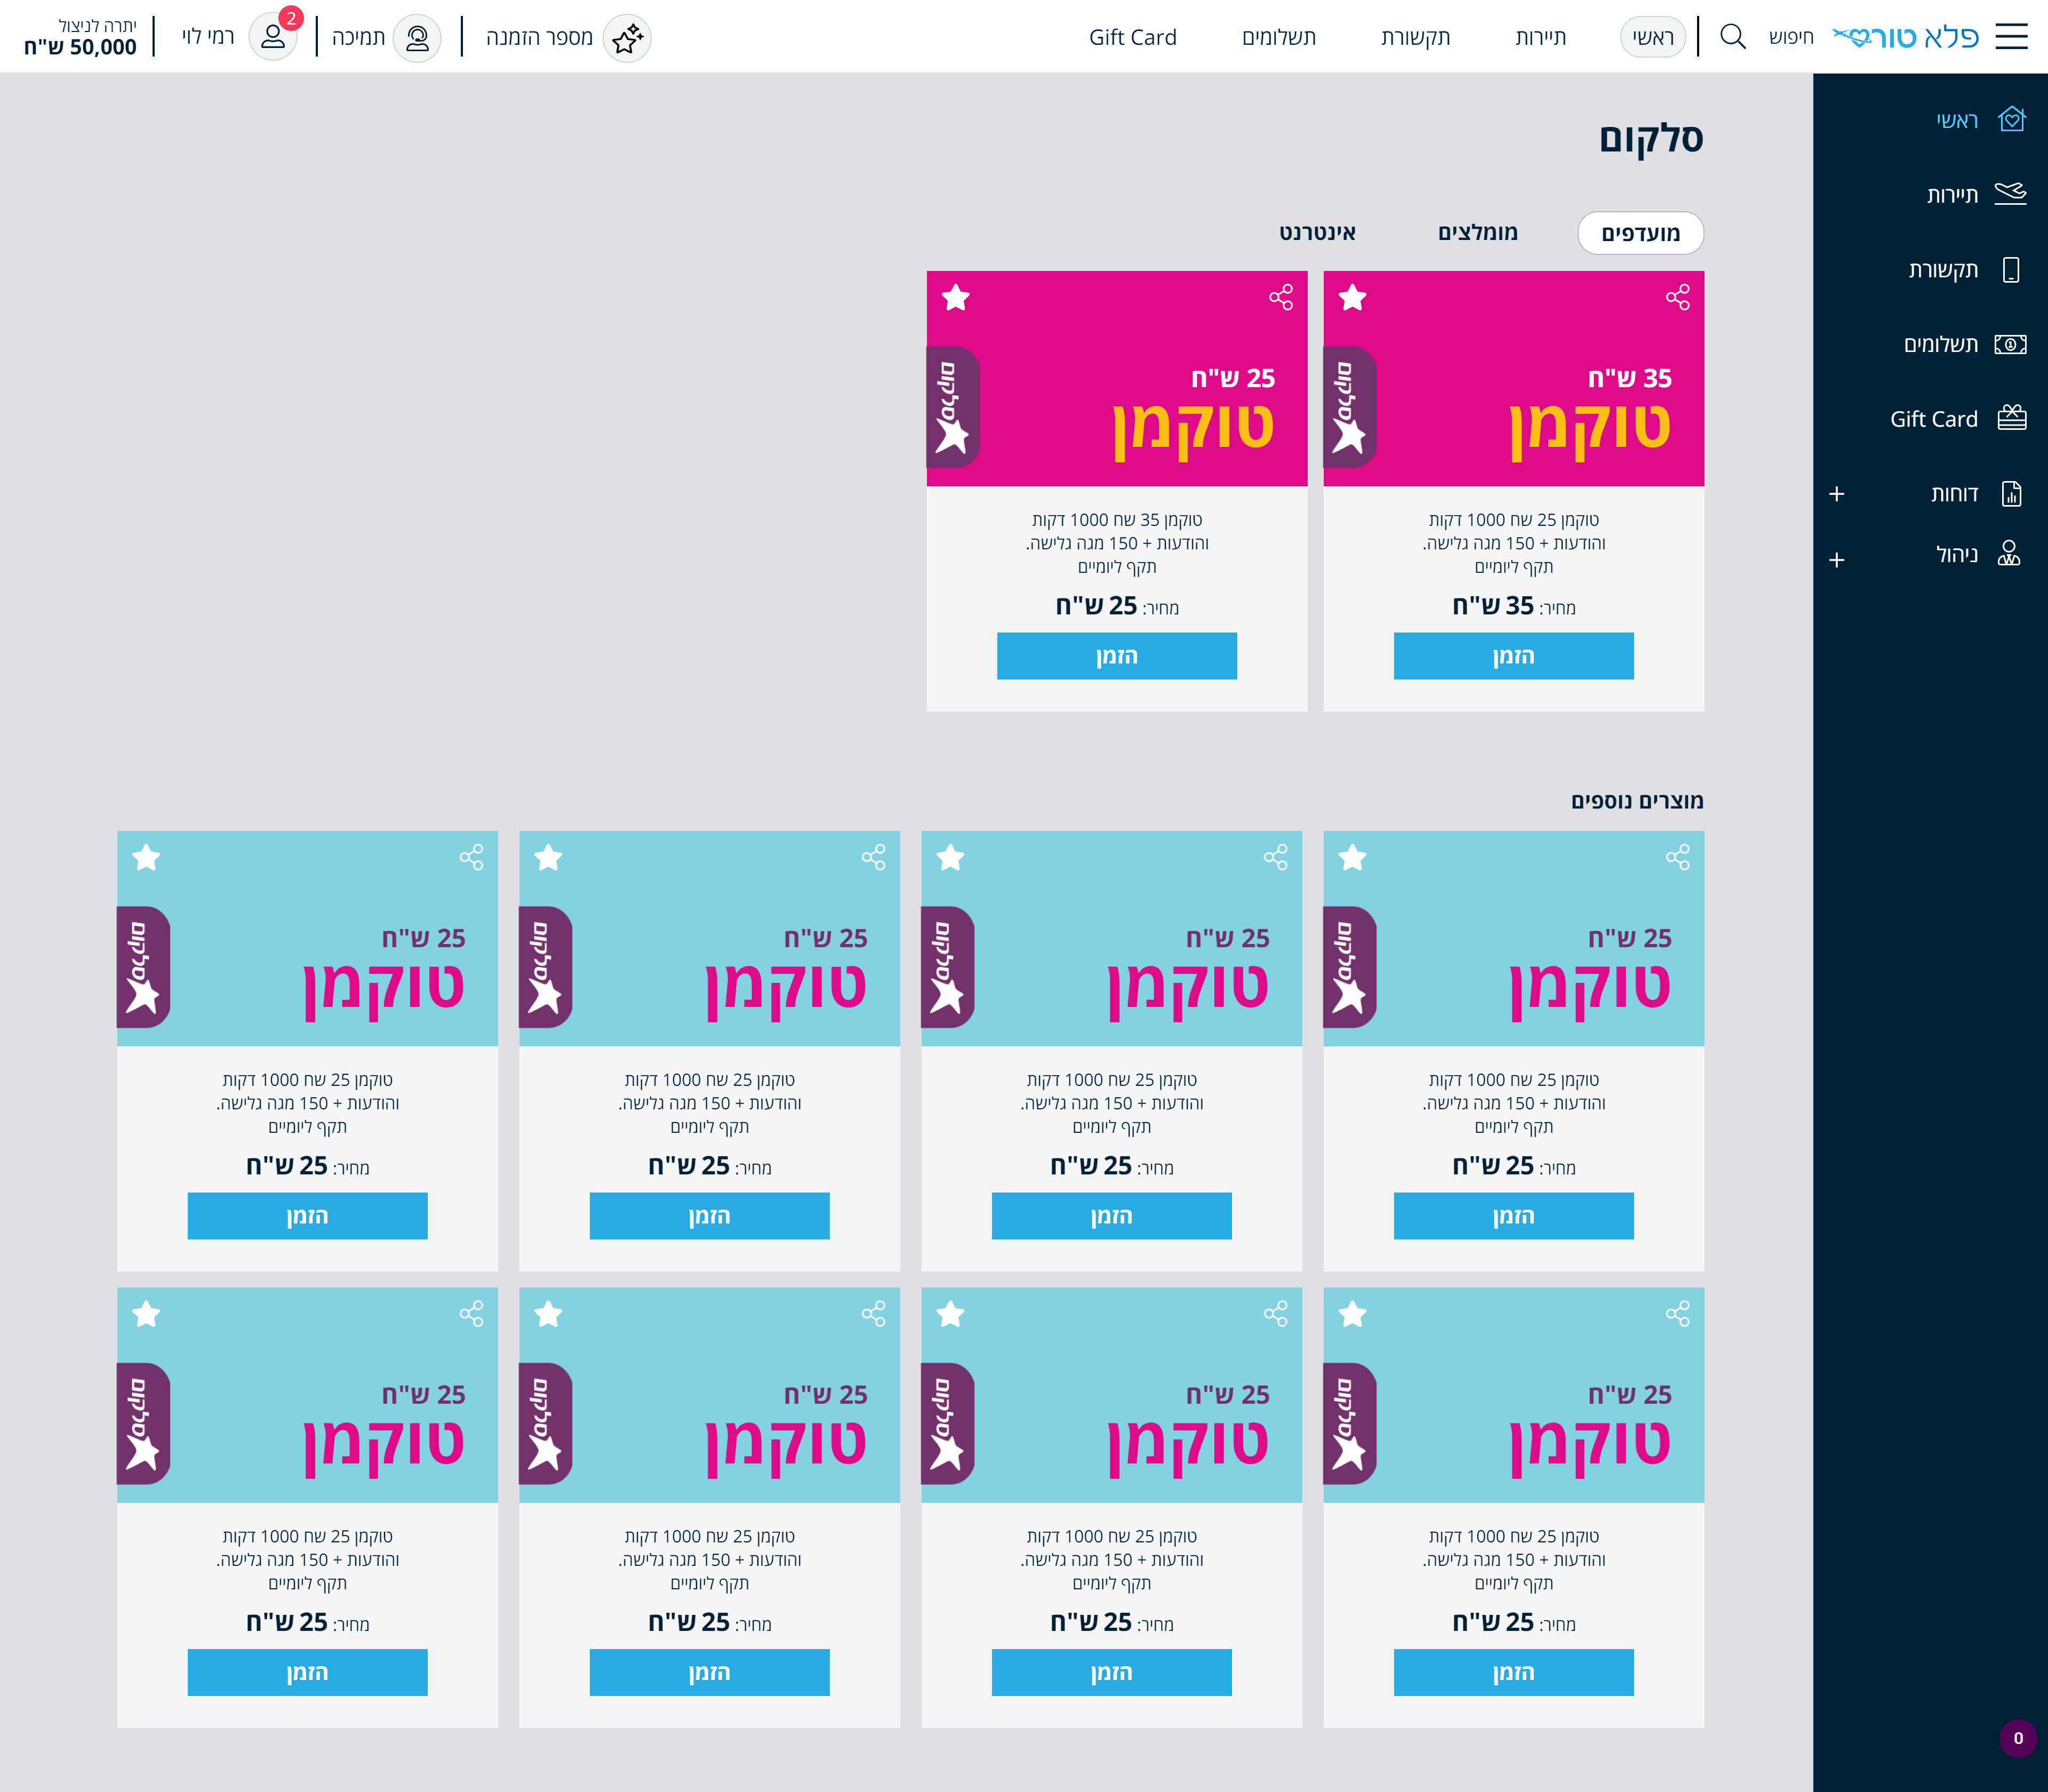 פלא טורס
חיפוש
ראשי
תיירות
תקשורת
תשלומים
Gift Card
מספר הזמנה
תמיכה
2
רמי לוי
יתרה לניצול
50,000 ש"ח
ראשי
תיירות
תקשורת
תשלומים
Gift Card
דוחות
ניהול
0
סלקום
מועדפים
מומלצים
אינטרנט
35 ש"ח
טוקמן
סלקום
טוקמן 25 שח 1000 דקות
והודעות + 150 מגה גלישה.
תקף ליומיים
מחיר: 35 ש"ח
הזמן
25 ש"ח
טוקמן
סלקום
טוקמן 35 שח 1000 דקות
והודעות + 150 מגה גלישה.
תקף ליומיים
מחיר: 25 ש"ח
הזמן
מוצרים נוספים
25 ש"ח
טוקמן
סלקום
טוקמן 25 שח 1000 דקות
והודעות + 150 מגה גלישה.
תקף ליומיים
מחיר: 25 ש"ח
הזמן
25 ש"ח
טוקמן
סלקום
טוקמן 25 שח 1000 דקות
והודעות + 150 מגה גלישה.
תקף ליומיים
מחיר: 25 ש"ח
הזמן
25 ש"ח
טוקמן
סלקום
טוקמן 25 שח 1000 דקות
והודעות + 150 מגה גלישה.
תקף ליומיים
מחיר: 25 ש"ח
הזמן
25 ש"ח
טוקמן
סלקום
טוקמן 25 שח 1000 דקות
והודעות + 150 מגה גלישה.
תקף ליומיים
מחיר: 25 ש"ח
הזמן
25 ש"ח
טוקמן
סלקום
טוקמן 25 שח 1000 דקות
והודעות + 150 מגה גלישה.
תקף ליומיים
מחיר: 25 ש"ח
הזמן
25 ש"ח
טוקמן
סלקום
טוקמן 25 שח 1000 דקות
והודעות + 150 מגה גלישה.
תקף ליומיים
מחיר: 25 ש"ח
הזמן
25 ש"ח
טוקמן
סלקום
טוקמן 25 שח 1000 דקות
והודעות + 150 מגה גלישה.
תקף ליומיים
מחיר: 25 ש"ח
הזמן
25 ש"ח
טוקמן
סלקום
טוקמן 25 שח 1000 דקות
והודעות + 150 מגה גלישה.
תקף ליומיים
מחיר: 25 ש"ח
הזמן